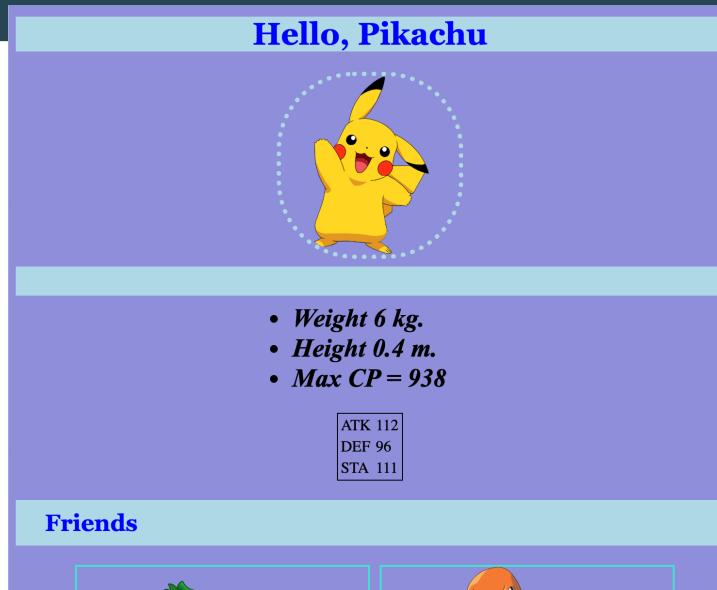 Hello, Pikachu
Weight 6 kg.
Height 0.4 m.
Max CP = 938
ATK 112
DEF 96
STA 111
Friends